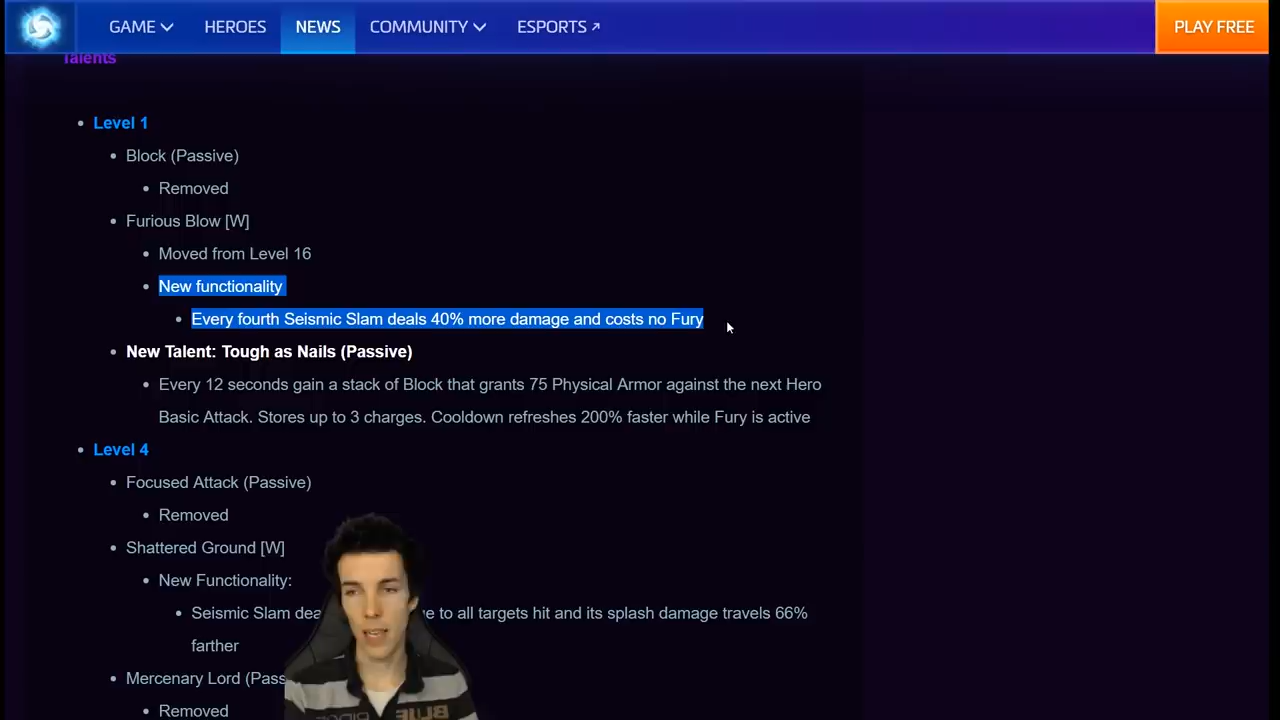 GAME HEROES NEWS COMMUNITY ESPORTS PLAY FREE
Talents
Level 1
Block (Passive)
Removed
Furious Blow [W]
Moved from Level 16
New functionality
Every fourth Seismic Slam deals 40% more damage and costs no Fury
New Talent: Tough as Nails (Passive)
Every 12 seconds gain a stack of Block that grants 75 Physical Armor against the next Hero
Basic Attack. Stores up to 3 charges. Cooldown refreshes 200% faster while Fury is active
Level 4
Focused Attack (Passive)
Removed
Shattered Ground [W]
New Functionality:
Seismic Slam to all targets hit and its splash damage travels 66%
farther
Mercenary Lord
Removed